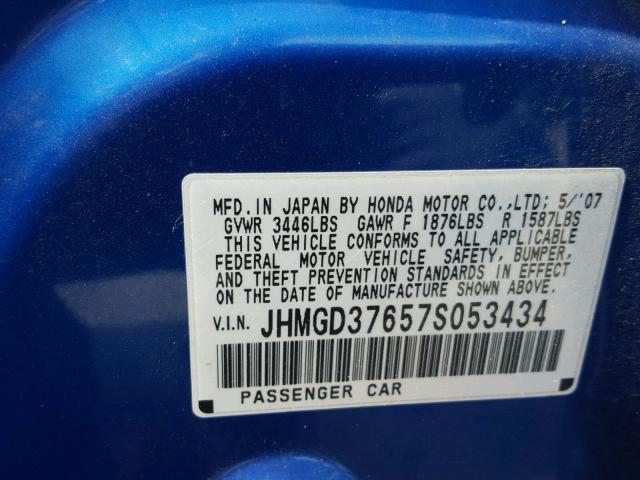 MFD.IN JAPAN BY HONDA MOTOR CO.,LTD; 5/'07
GVWR 3446LBS GAWR F 1876LBS R 1587LBS
THIS VEHICLE CONFORMS TO ALL APPLICABLE
FEDERAL MOTOR VEHICLE SAFETY, BUMPER,
AND THEFT PREVENTION STANDARDS IN EFFECT
ON THE DATE OF MANUFACTURE SHOWN ABOVE.
V.I.N. JHMGD37657S053434
PASSENGER CAR